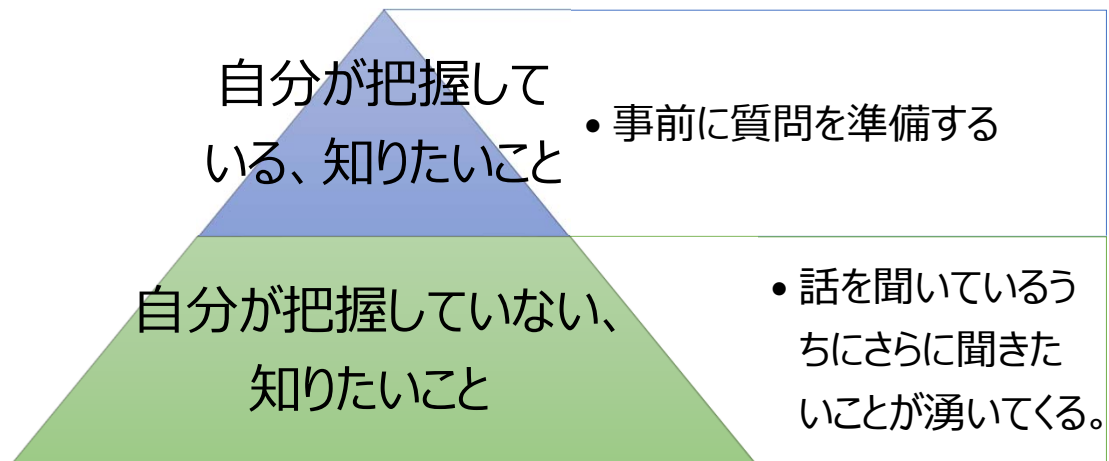 自分が把握して
いる、知りたいこと
• 事前に質問を準備する
自分が把握していない、
知りたいこと
• 話を聞いているう
ちにさらに聞きた
いことが湧いてくる。